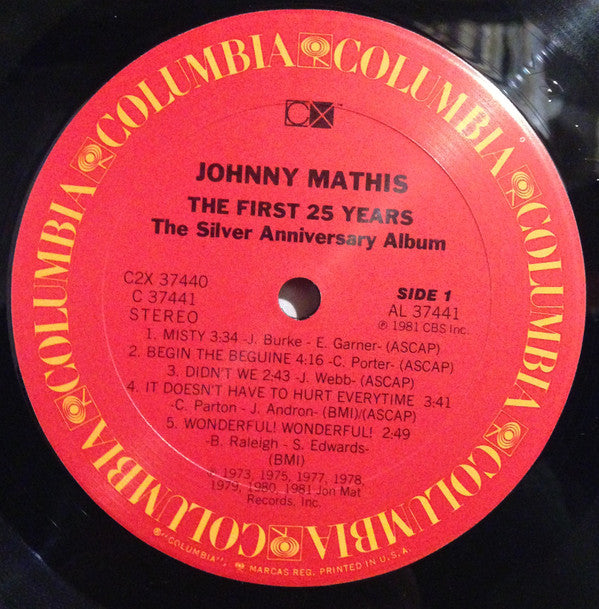 COLUMBIA COLUMBIA COLUMBIA COLUMBIA COLUMBIA COLUMBIA
CX ™
JOHNNY MATHIS
THE FIRST 25 YEARS
The Silver Anniversary Album
C2X 37440
C 37441
STEREO
SIDE 1
AL 37441
℗ 1981 CBS Inc.
1. MISTY 3:34 -J. Burke - E. Garner- (ASCAP)
2. BEGIN THE BEGUINE 4:16 -C. Porter- (ASCAP)
3. DIDN'T WE 2:43 -J. Webb- (ASCAP)
4. IT DOESN'T HAVE TO HURT EVERYTIME 3:41
-C. Parton - J. Andron- (BMI)/(ASCAP)
5. WONDERFUL! WONDERFUL! 2:49
-B. Raleigh - S. Edwards-
(BMI)
℗ 1973, 1975, 1977, 1978,
1979, 1980, 1981 Jon Mat
Records, Inc.
®"COLUMBIA", MARCAS REG. PRINTED IN U.S.A.